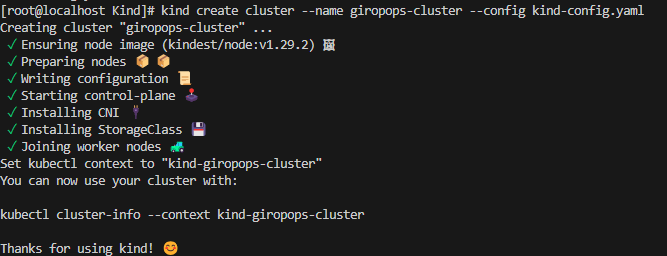 [root@localhost Kind]# kind create cluster --name giropops-cluster --config kind-config.yaml
Creating cluster "giropops-cluster" ...
✓ Ensuring node image (kindest/node:v1.29.2) 🖼
✓ Preparing nodes 📦 📦
✓ Writing configuration 📜
✓ Starting control-plane 🕹️
✓ Installing CNI 🔌
✓ Installing StorageClass 💾
✓ Joining worker nodes 🚜
Set kubectl context to "kind-giropops-cluster"
You can now use your cluster with:

kubectl cluster-info --context kind-giropops-cluster

Thanks for using kind! 😊